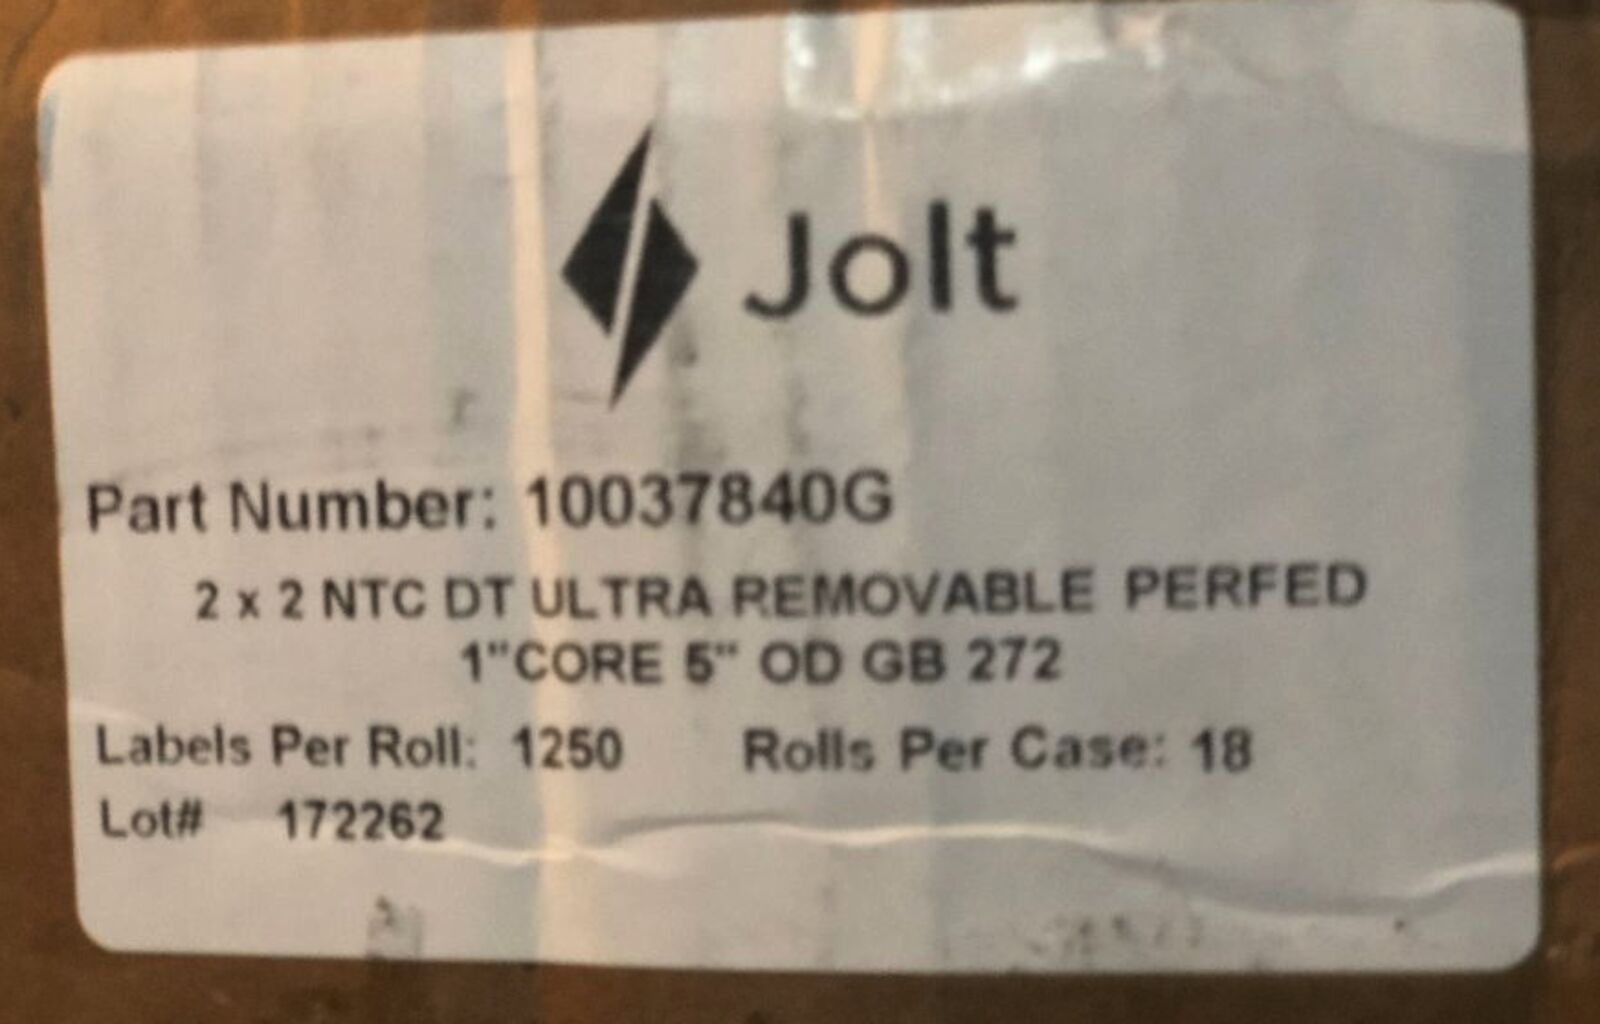 Jolt
Part Number: 10037840G
2 x 2 NTC DT ULTRA REMOVABLE PERFED
1"CORE 5" OD GB 272
Labels Per Roll: 1250 Rolls Per Case: 18
Lot# 172262